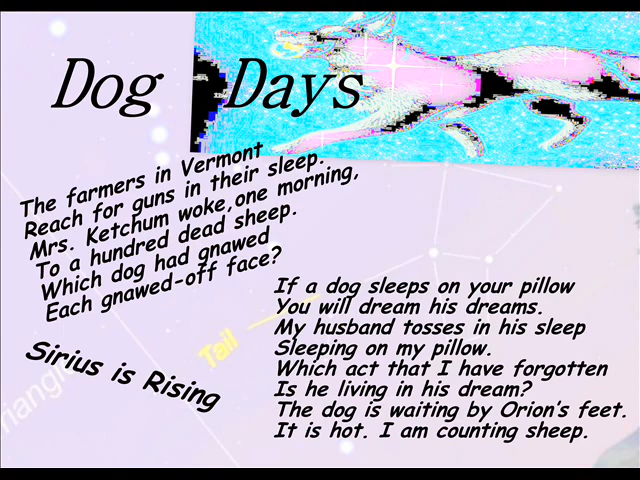 Dog Days
The farmers in Vermont
Reach for guns in their sleep.
Mrs. Ketchum woke,one morning,
To a hundred dead sheep.
Which dog had gnawed
Each gnawed-off face?
Sirius is Rising
If a dog sleeps on your pillow
You will dream his dreams.
My husband tosses in his sleep
Sleeping on my pillow.
Which act that I have forgotten
Is he living in his dream?
The dog is waiting by Orion's feet.
It is hot. I am counting sheep.
Tail